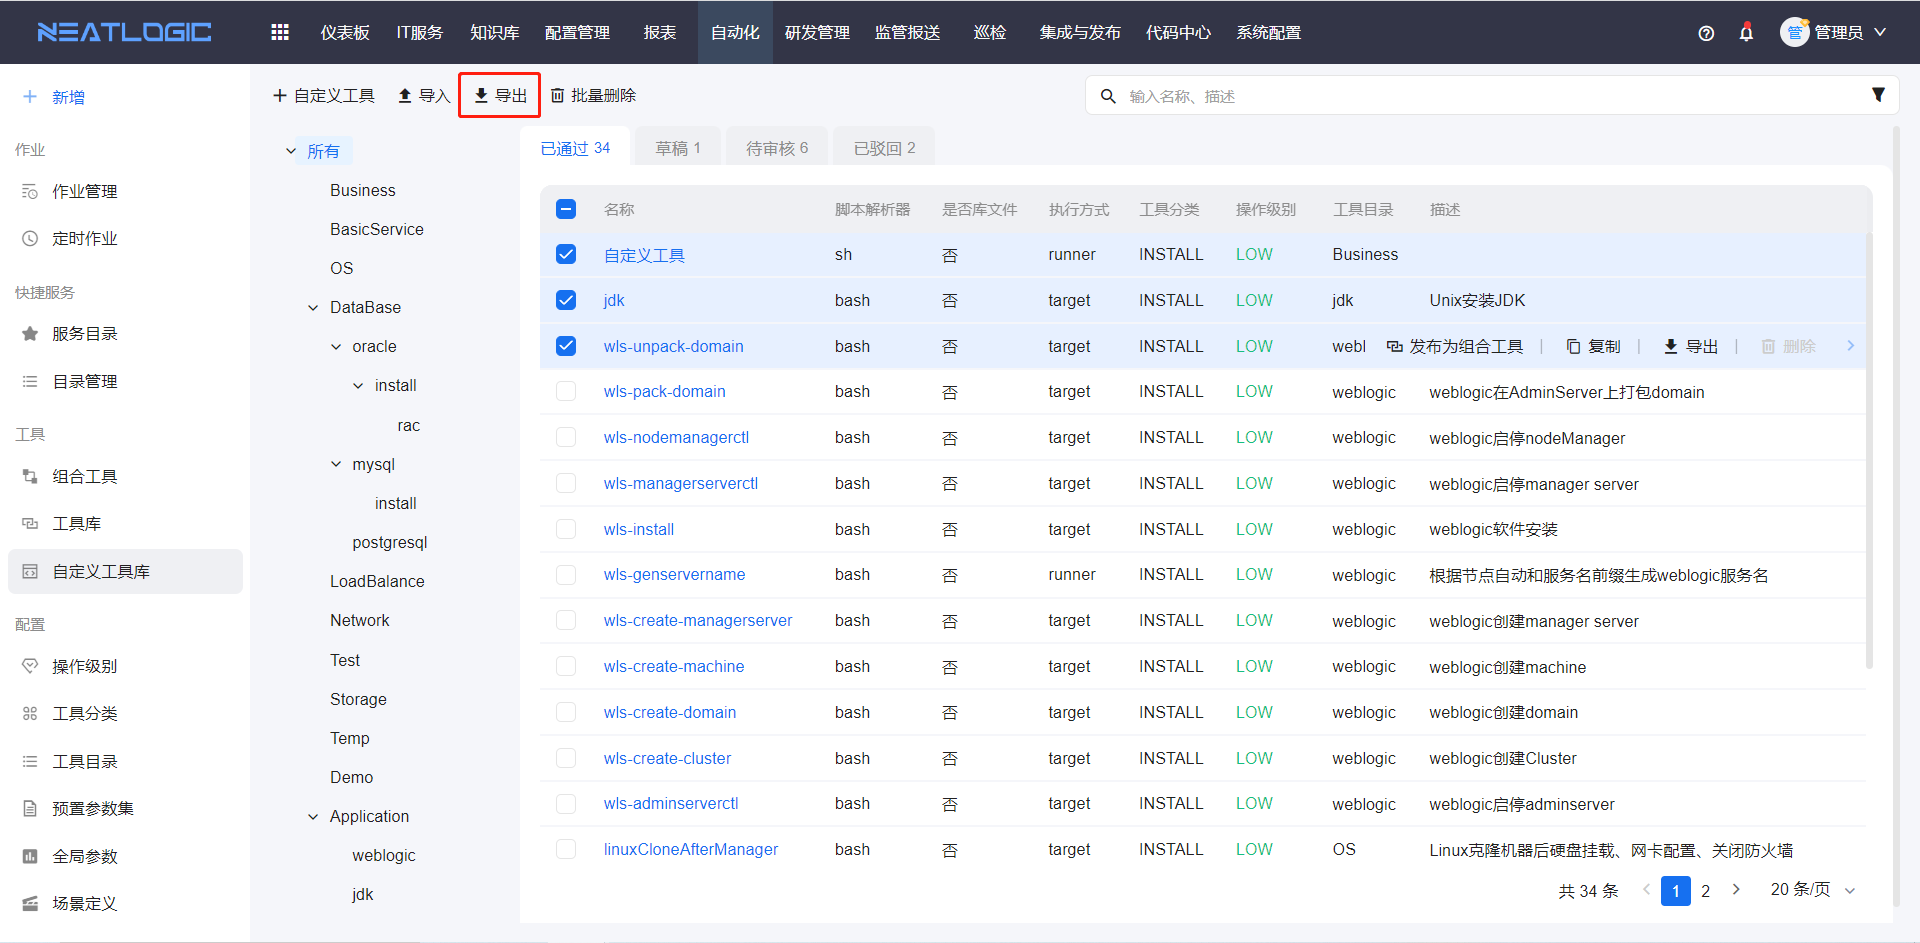 NEATLOGIC
仪表板 IT服务 知识库 配置管理 报表 自动化 研发管理 监管报送 巡检 集成与发布 代码中心 系统配置
管 管理员
新增
作业
作业管理
定时作业
快捷服务
服务目录
目录管理
工具
组合工具
工具库
自定义工具库
配置
操作级别
工具分类
工具目录
预置参数集
全局参数
场景定义
自定义工具 导入 导出 批量删除
输入名称、描述
所有
Business
BasicService
OS
DataBase
oracle
install
rac
mysql
install
postgresql
LoadBalance
Network
Test
Storage
Temp
Demo
Application
weblogic
jdk
已通过 34 草稿 1 待审核 6 已驳回 2
名称 脚本解析器 是否库文件 执行方式 工具分类 操作级别 工具目录 描述
自定义工具 sh 否 runner INSTALL LOW Business
jdk bash 否 target INSTALL LOW jdk Unix安装JDK
wls-unpack-domain bash 否 target INSTALL LOW webl 发布为组合工具 | 复制 | 导出 | 删除
wls-pack-domain bash 否 target INSTALL LOW weblogic weblogic在AdminServer上打包domain
wls-nodemanagerctl bash 否 target INSTALL LOW weblogic weblogic启停nodeManager
wls-managerserverctl bash 否 target INSTALL LOW weblogic weblogic启停manager server
wls-install bash 否 target INSTALL LOW weblogic weblogic软件安装
wls-genservername bash 否 runner INSTALL LOW weblogic 根据节点自动和服务名前缀生成weblogic服务名
wls-create-managerserver bash 否 target INSTALL LOW weblogic weblogic创建manager server
wls-create-machine bash 否 target INSTALL LOW weblogic weblogic创建machine
wls-create-domain bash 否 target INSTALL LOW weblogic weblogic创建domain
wls-create-cluster bash 否 target INSTALL LOW weblogic weblogic创建Cluster
wls-adminserverctl bash 否 target INSTALL LOW weblogic weblogic启停adminserver
linuxCloneAfterManager bash 否 target INSTALL LOW OS Linux克隆机器后硬盘挂载、网卡配置、关闭防火墙
共 34 条 1 2 20 条/页